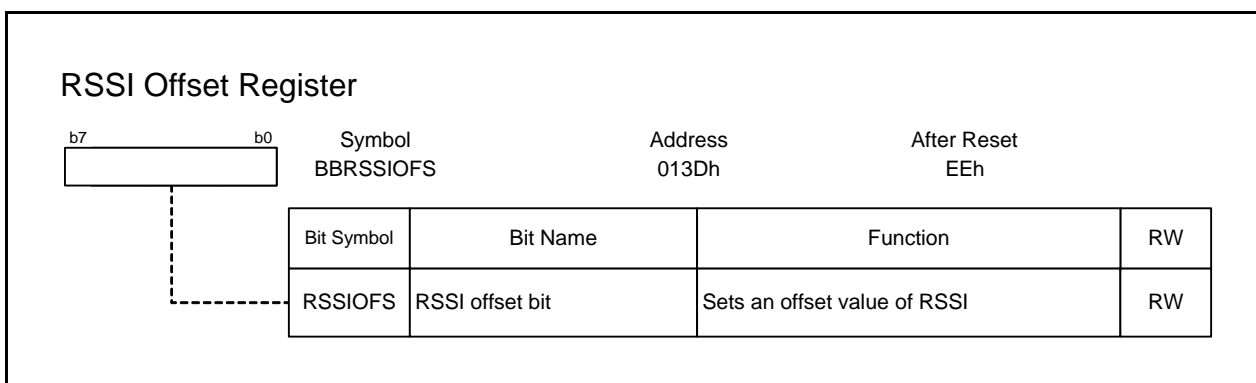 RSSI Offset Register
b7 b0 Symbol Address After Reset
BBRSSIOFS 013Dh EEh
Bit Symbol Bit Name Function RW
RSSIOFS RSSI offset bit Sets an offset value of RSSI RW